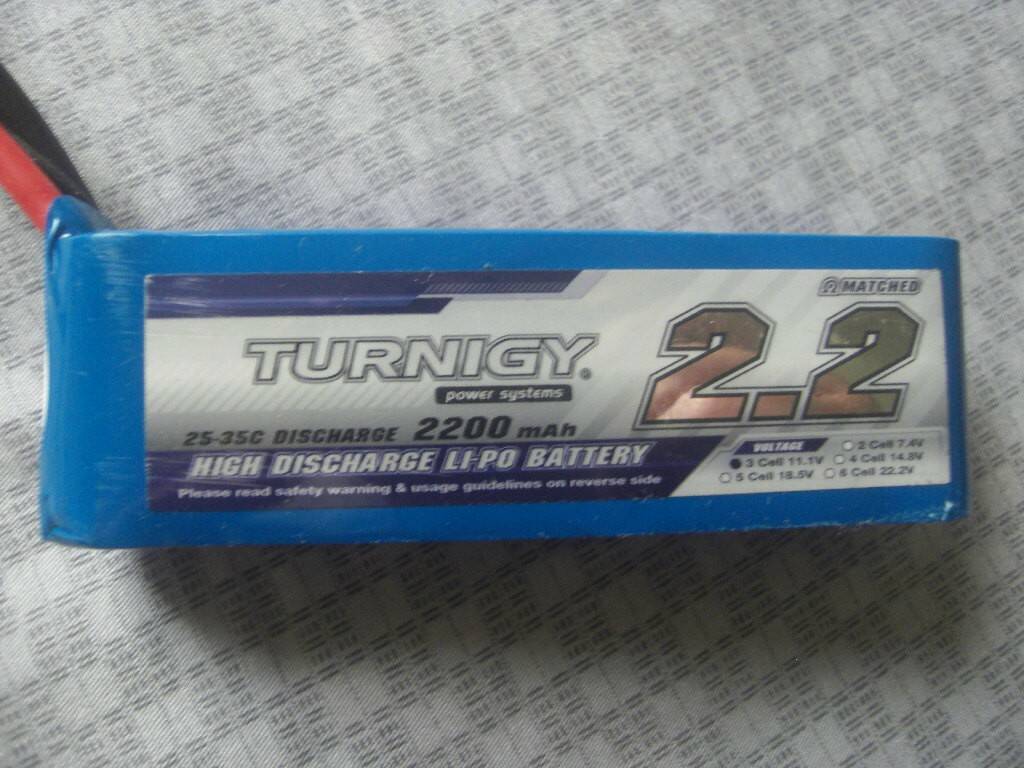 Ω MATCHED
TURNIGY®
2.2
power systems
25-35C DISCHARGE 2200 mAh
HIGH DISCHARGE LI-PO BATTERY
Please read safety warning & usage guidelines on reverse side
VOLTAGE ○ 2 Cell 7.4V
● 3 Cell 11.1V ○ 4 Cell 14.8V
○ 5 Cell 18.5V ○ 6 Cell 22.2V